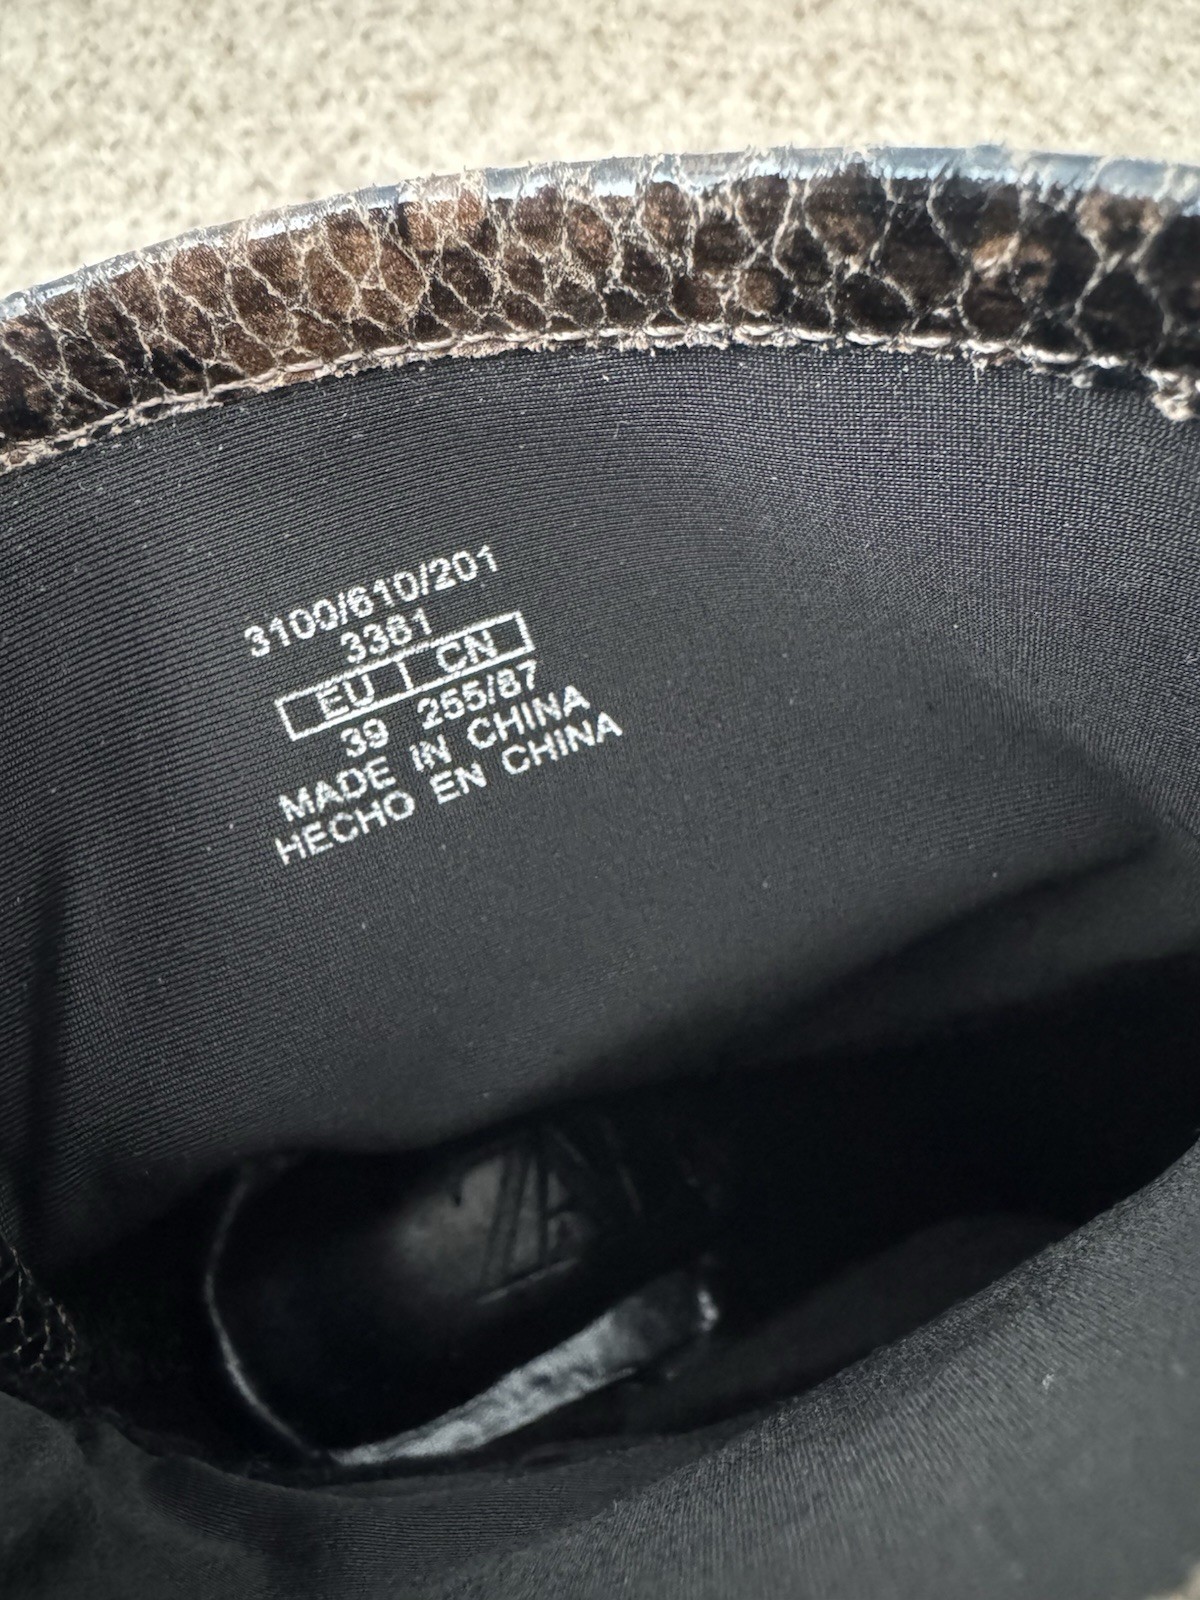 3100/610/201
3381
EU CN
39 255/87
MADE IN CHINA
HECHO EN CHINA